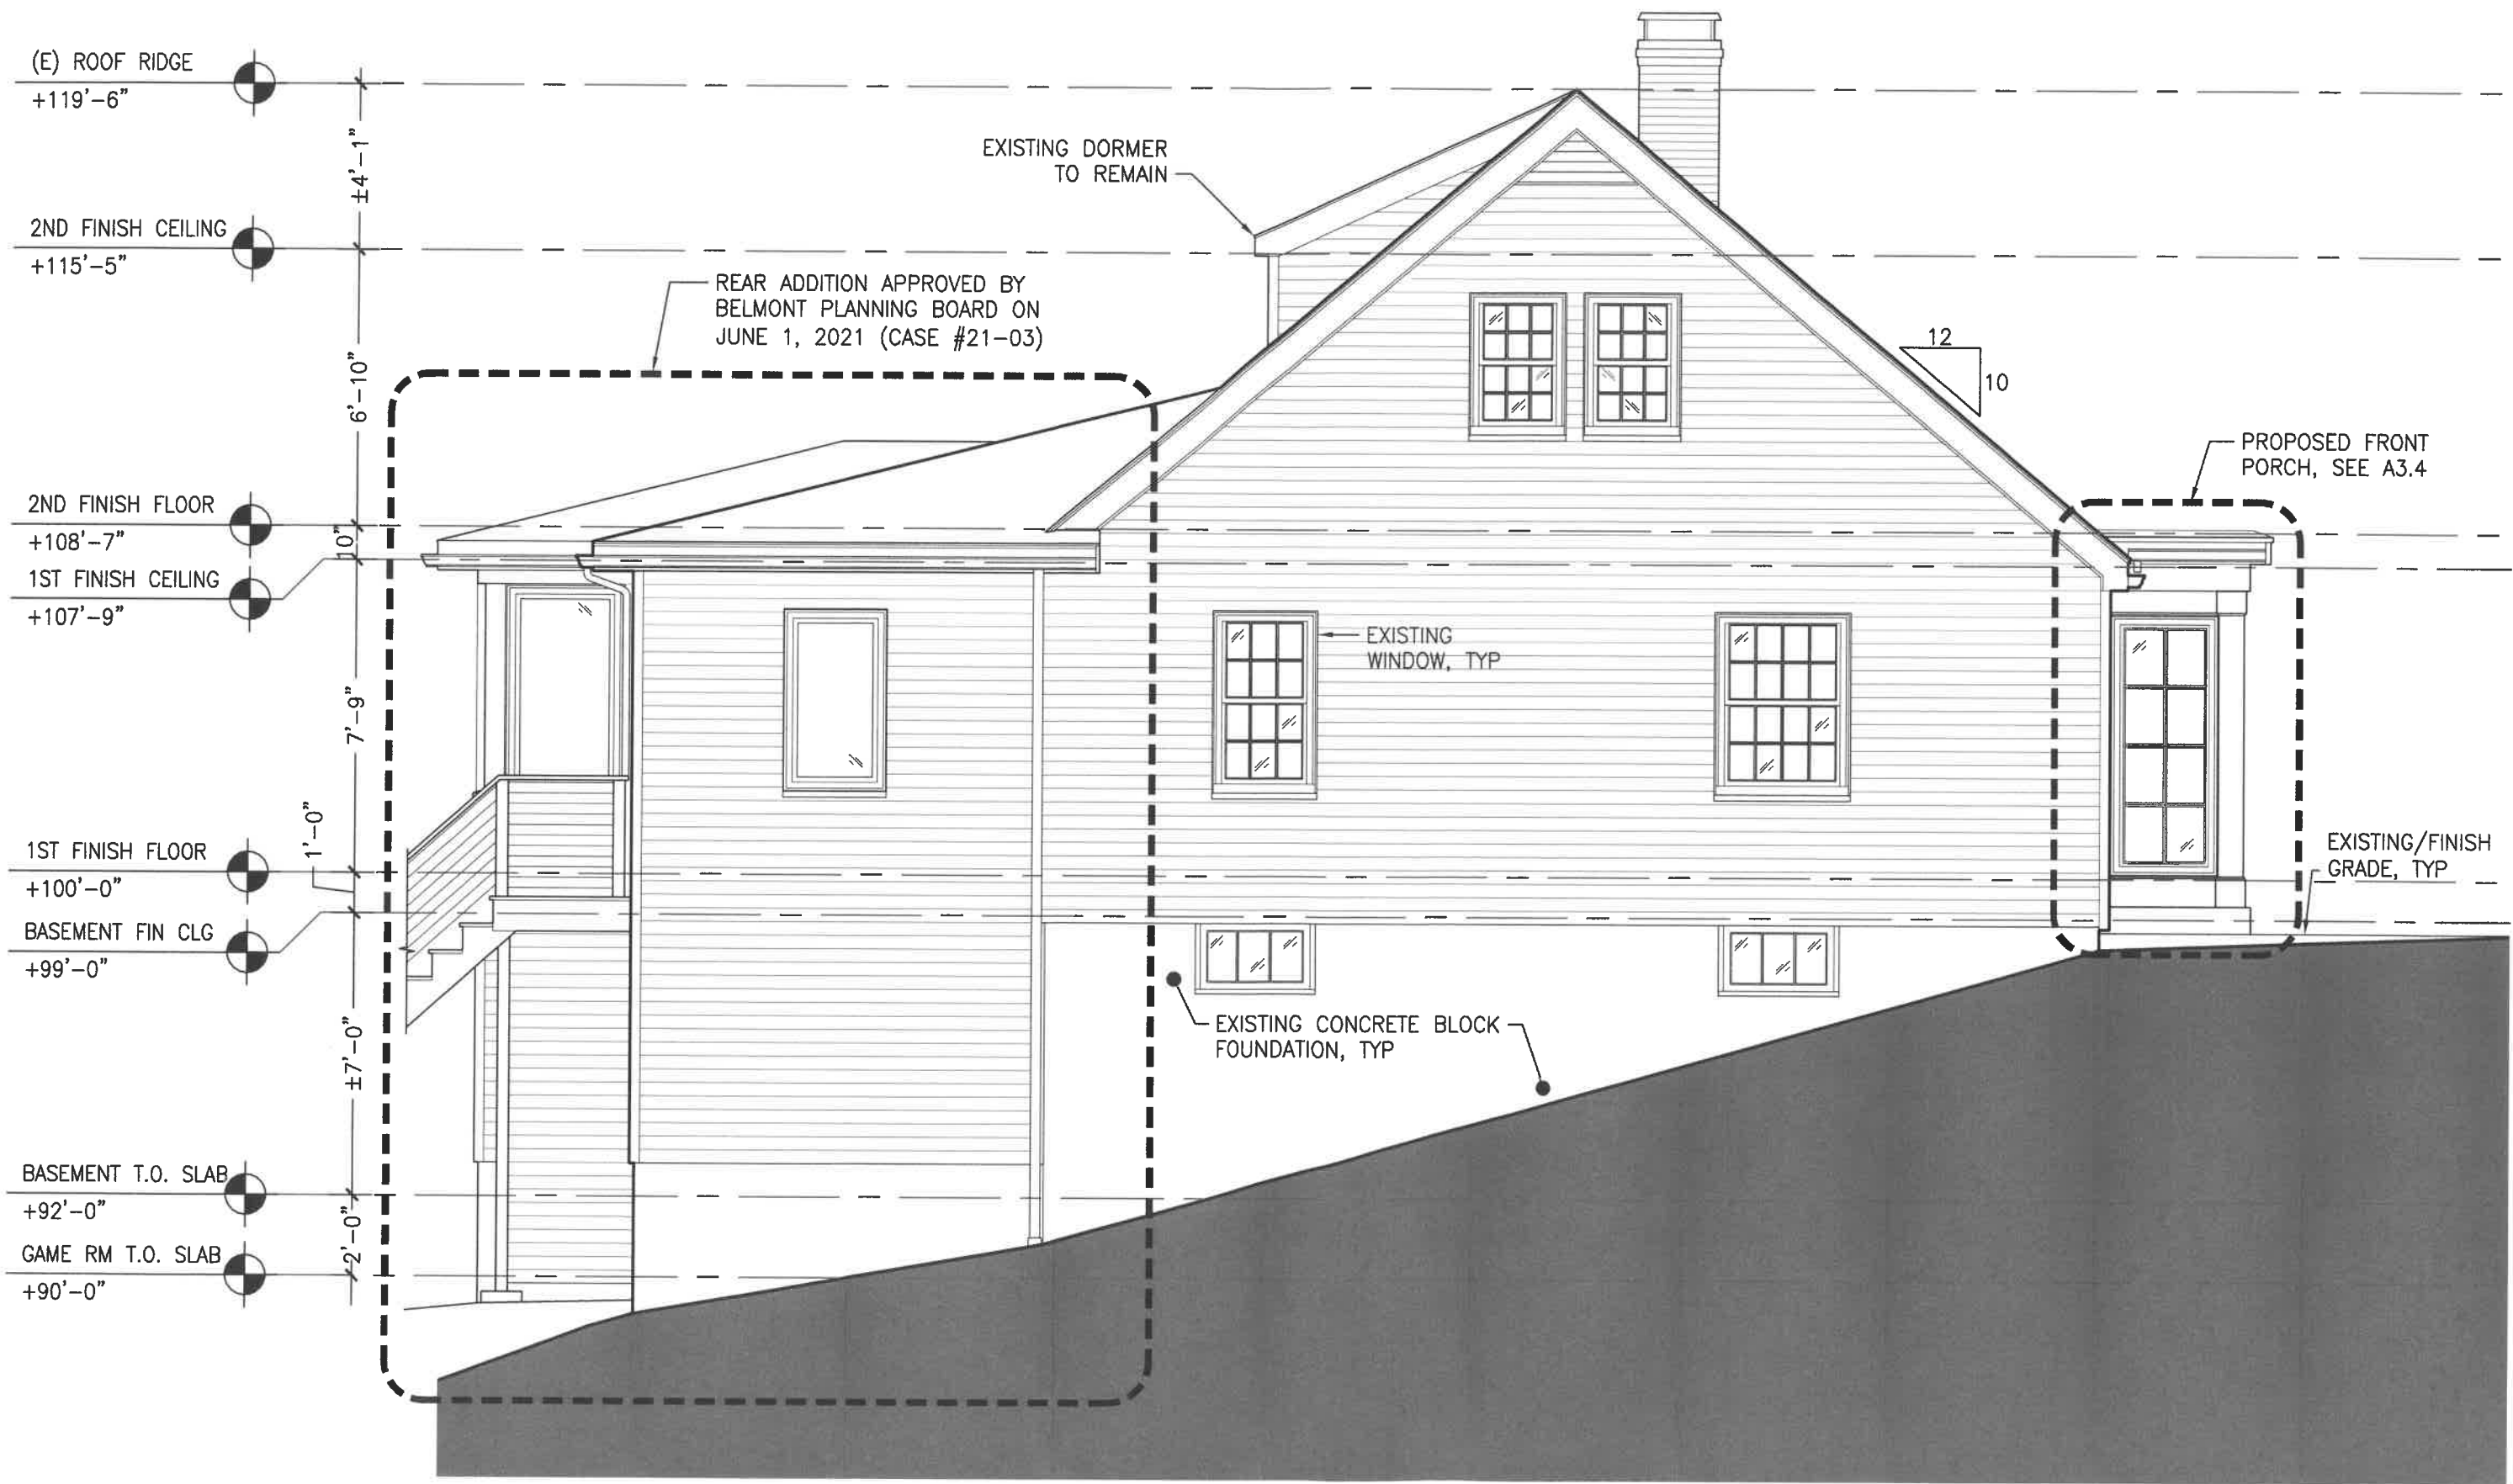 (E) ROOF RIDGE
+119'-6"
±4'-1"
2ND FINISH CEILING
+115'-5"
6'-10"
2ND FINISH FLOOR
+108'-7"
10"
1ST FINISH CEILING
+107'-9"
7'-9"
1ST FINISH FLOOR
+100'-0"
1'-0"
BASEMENT FIN CLG
+99'-0"
±7'-0"
BASEMENT T.O. SLAB
+92'-0"
2'-0"
GAME RM T.O. SLAB
+90'-0"
EXISTING DORMER
TO REMAIN
REAR ADDITION APPROVED BY
BELMONT PLANNING BOARD ON
JUNE 1, 2021 (CASE #21-03)
12
10
PROPOSED FRONT
PORCH, SEE A3.4
EXISTING
WINDOW, TYP
EXISTING/FINISH
GRADE, TYP
EXISTING CONCRETE BLOCK
FOUNDATION, TYP